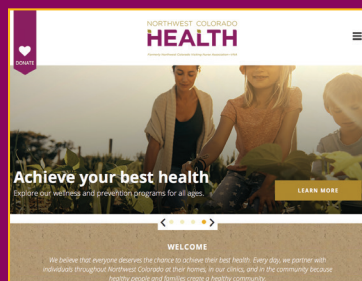 NORTHWEST COLORADO
HEALTH
DONATE
Achieve your best health
Explore our wellness and prevention programs for all ages.
LEARN MORE
WELCOME
We believe that everyone deserves the chance to achieve their best health. Every day, we partner with
individuals throughout Northwest Colorado at their homes, in our clinics, and in the community because
healthy people and families create a healthy community.